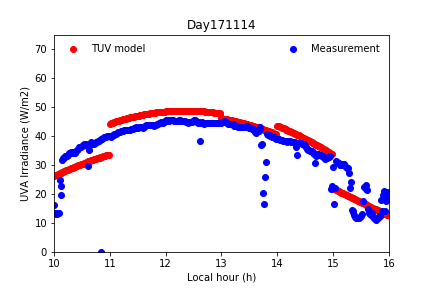 Day171114
TUV model
Measurement
UVA Irradiance (W/m2)
70
60
50
40
30
20
10
0
10 11 12 13 14 15 16
Local hour (h)